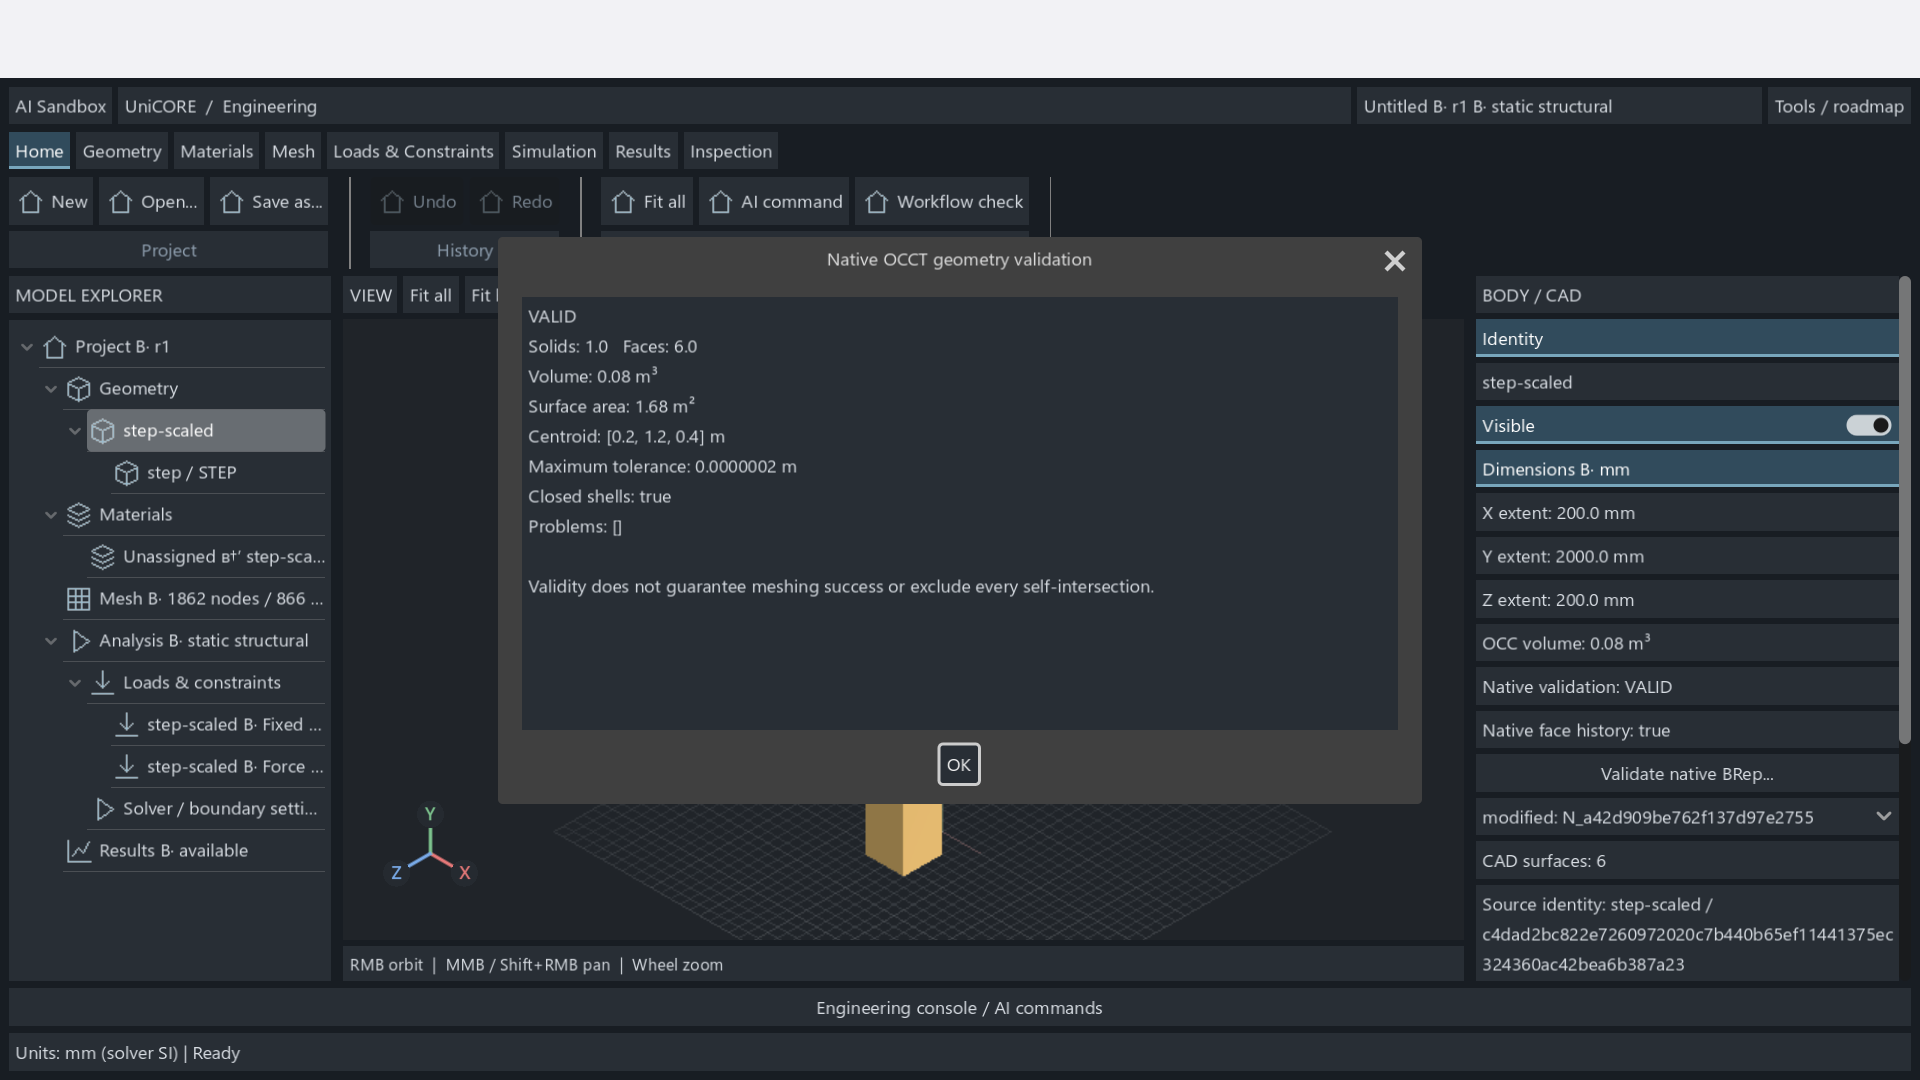 AI Sandbox
UniCORE / Engineering
Untitled В· r1 В· static structural
Tools / roadmap
Home
Geometry
Materials
Mesh
Loads & Constraints
Simulation
Results
Inspection
New
Open...
Save as...
Undo
Redo
Fit all
AI command
Workflow check
Project
History
MODEL EXPLORER
Project В· r1
Geometry
step-scaled
step / STEP
Materials
Unassigned в†’ step-sca...
Mesh В· 1862 nodes / 866 ...
Analysis В· static structural
Loads & constraints
step-scaled В· Fixed ...
step-scaled В· Force ...
Solver / boundary setti...
Results В· available
VIEW
Fit all
Fit
Native OCCT geometry validation
VALID
Solids: 1.0 Faces: 6.0
Volume: 0.08 m³
Surface area: 1.68 m²
Centroid: [0.2, 1.2, 0.4] m
Maximum tolerance: 0.0000002 m
Closed shells: true
Problems: []
Validity does not guarantee meshing success or exclude every self-intersection.
OK
Y
Z
X
RMB orbit | MMB / Shift+RMB pan | Wheel zoom
BODY / CAD
Identity
step-scaled
Visible
Dimensions В· mm
X extent: 200.0 mm
Y extent: 2000.0 mm
Z extent: 200.0 mm
OCC volume: 0.08 m³
Native validation: VALID
Native face history: true
Validate native BRep...
modified: N_a42d909be762f137d97e2755
CAD surfaces: 6
Source identity: step-scaled /
c4dad2bc822e7260972020c7b440b65ef11441375ec
324360ac42bea6b387a23
Engineering console / AI commands
Units: mm (solver SI) | Ready